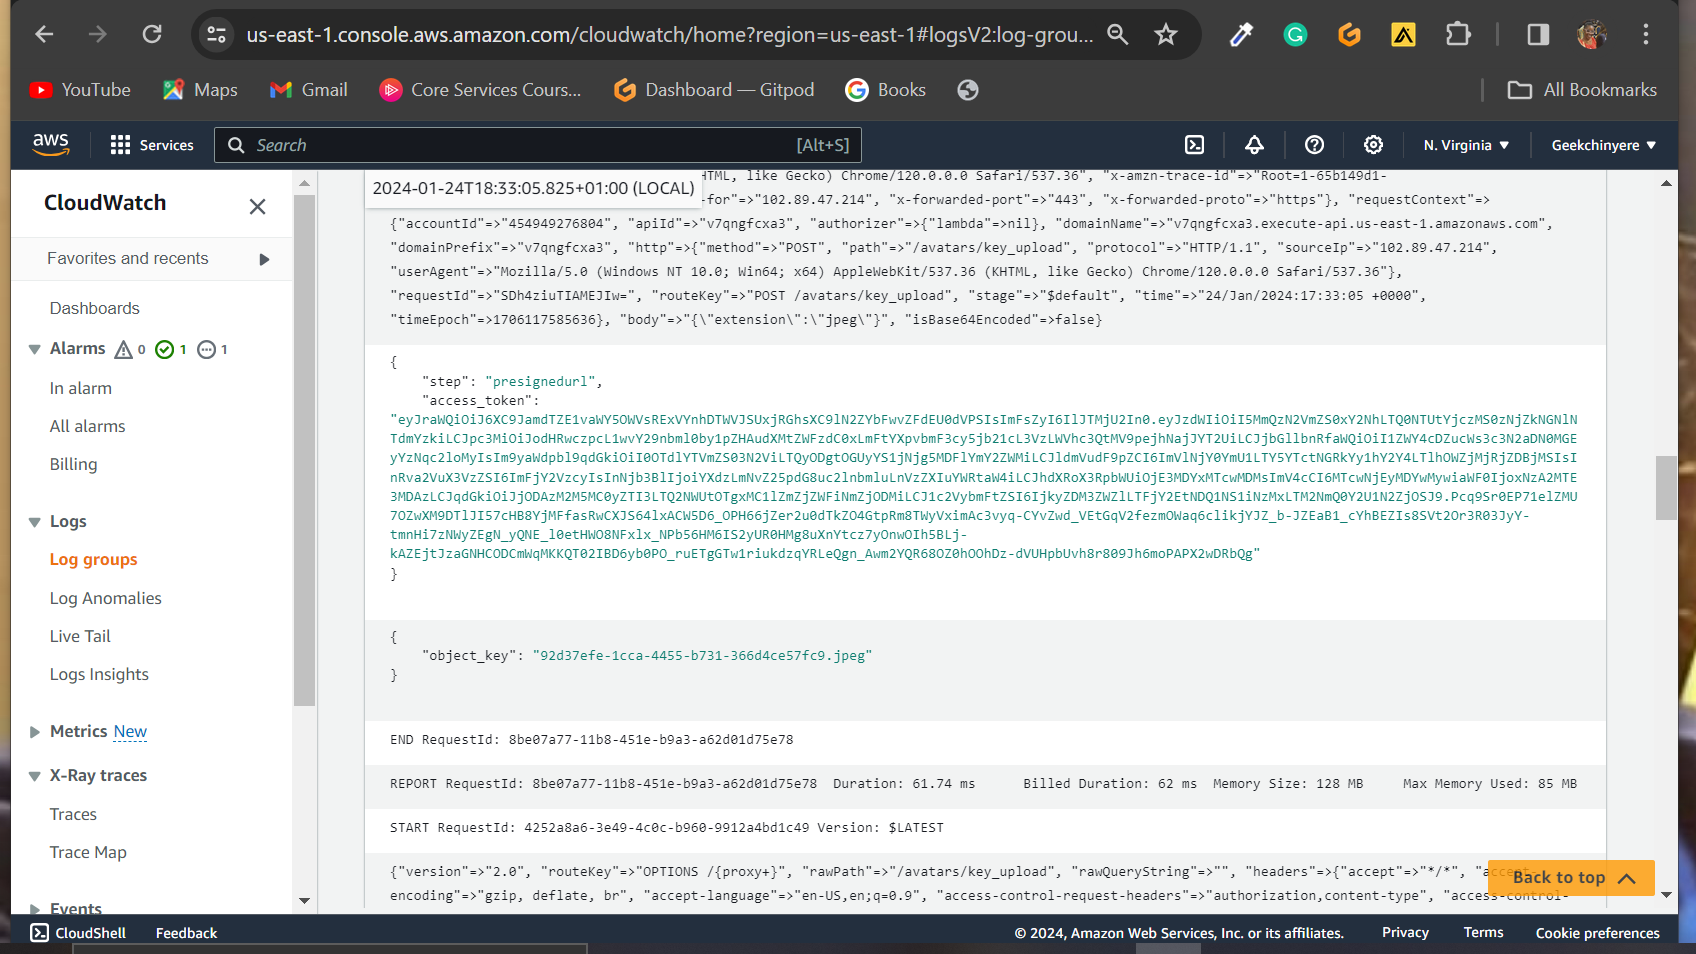 us-east-1.console.aws.amazon.com/cloudwatch/home?region=us-east-1#logsV2:log-grou...
YouTube
Maps
Gmail
Core Services Cours...
Dashboard — Gitpod
Books
All Bookmarks
aws
Services
Search
[Alt+S]
N. Virginia
Geekchinyere
CloudWatch
Favorites and recents
Dashboards
Alarms 0 1 1
In alarm
All alarms
Billing
Logs
Log groups
Log Anomalies
Live Tail
Logs Insights
Metrics New
X-Ray traces
Traces
Trace Map
Events
2024-01-24T18:33:05.825+01:00 (LOCAL)
HTML, like Gecko) Chrome/120.0.0.0 Safari/537.36", "x-amzn-trace-id"=>"Root=1-65b149d1-
-for"=>"102.89.47.214", "x-forwarded-port"=>"443", "x-forwarded-proto"=>"https"}, "requestContext"=>
{"accountId"=>"454949276804", "apiId"=>"v7qngfcxa3", "authorizer"=>{"lambda"=>nil}, "domainName"=>"v7qngfcxa3.execute-api.us-east-1.amazonaws.com",
"domainPrefix"=>"v7qngfcxa3", "http"=>{"method"=>"POST", "path"=>"/avatars/key_upload", "protocol"=>"HTTP/1.1", "sourceIp"=>"102.89.47.214",
"userAgent"=>"Mozilla/5.0 (Windows NT 10.0; Win64; x64) AppleWebKit/537.36 (KHTML, like Gecko) Chrome/120.0.0.0 Safari/537.36"},
"requestId"=>"SDh4ziuTIAMEJIw=", "routeKey"=>"POST /avatars/key_upload", "stage"=>"$default", "time"=>"24/Jan/2024:17:33:05 +0000",
"timeEpoch"=>1706117585636}, "body"=>"{\"extension\":\"jpeg\"}", "isBase64Encoded"=>false}
{
"step": "presignedurl",
"access_token":
}
{
"object_key": "92d37efe-1cca-4455-b731-366d4ce57fc9.jpeg"
}
END RequestId: 8be07a77-11b8-451e-b9a3-a62d01d75e78
REPORT RequestId: 8be07a77-11b8-451e-b9a3-a62d01d75e78 Duration: 61.74 ms Billed Duration: 62 ms Memory Size: 128 MB Max Memory Used: 85 MB
START RequestId: 4252a8a6-3e49-4c0c-b960-9912a4bd1c49 Version: $LATEST
{"version"=>"2.0", "routeKey"=>"OPTIONS /{proxy+}", "rawPath"=>"/avatars/key_upload", "rawQueryString"=>"", "headers"=>{"accept"=>"*/*",
encoding"=>"gzip, deflate, br", "accept-language"=>"en-US,en;q=0.9", "access-control-request-headers"=>"authorization,content-type", "access-control-
Back to top
CloudShell
Feedback
© 2024, Amazon Web Services, Inc. or its affiliates.
Privacy
Terms
Cookie preferences